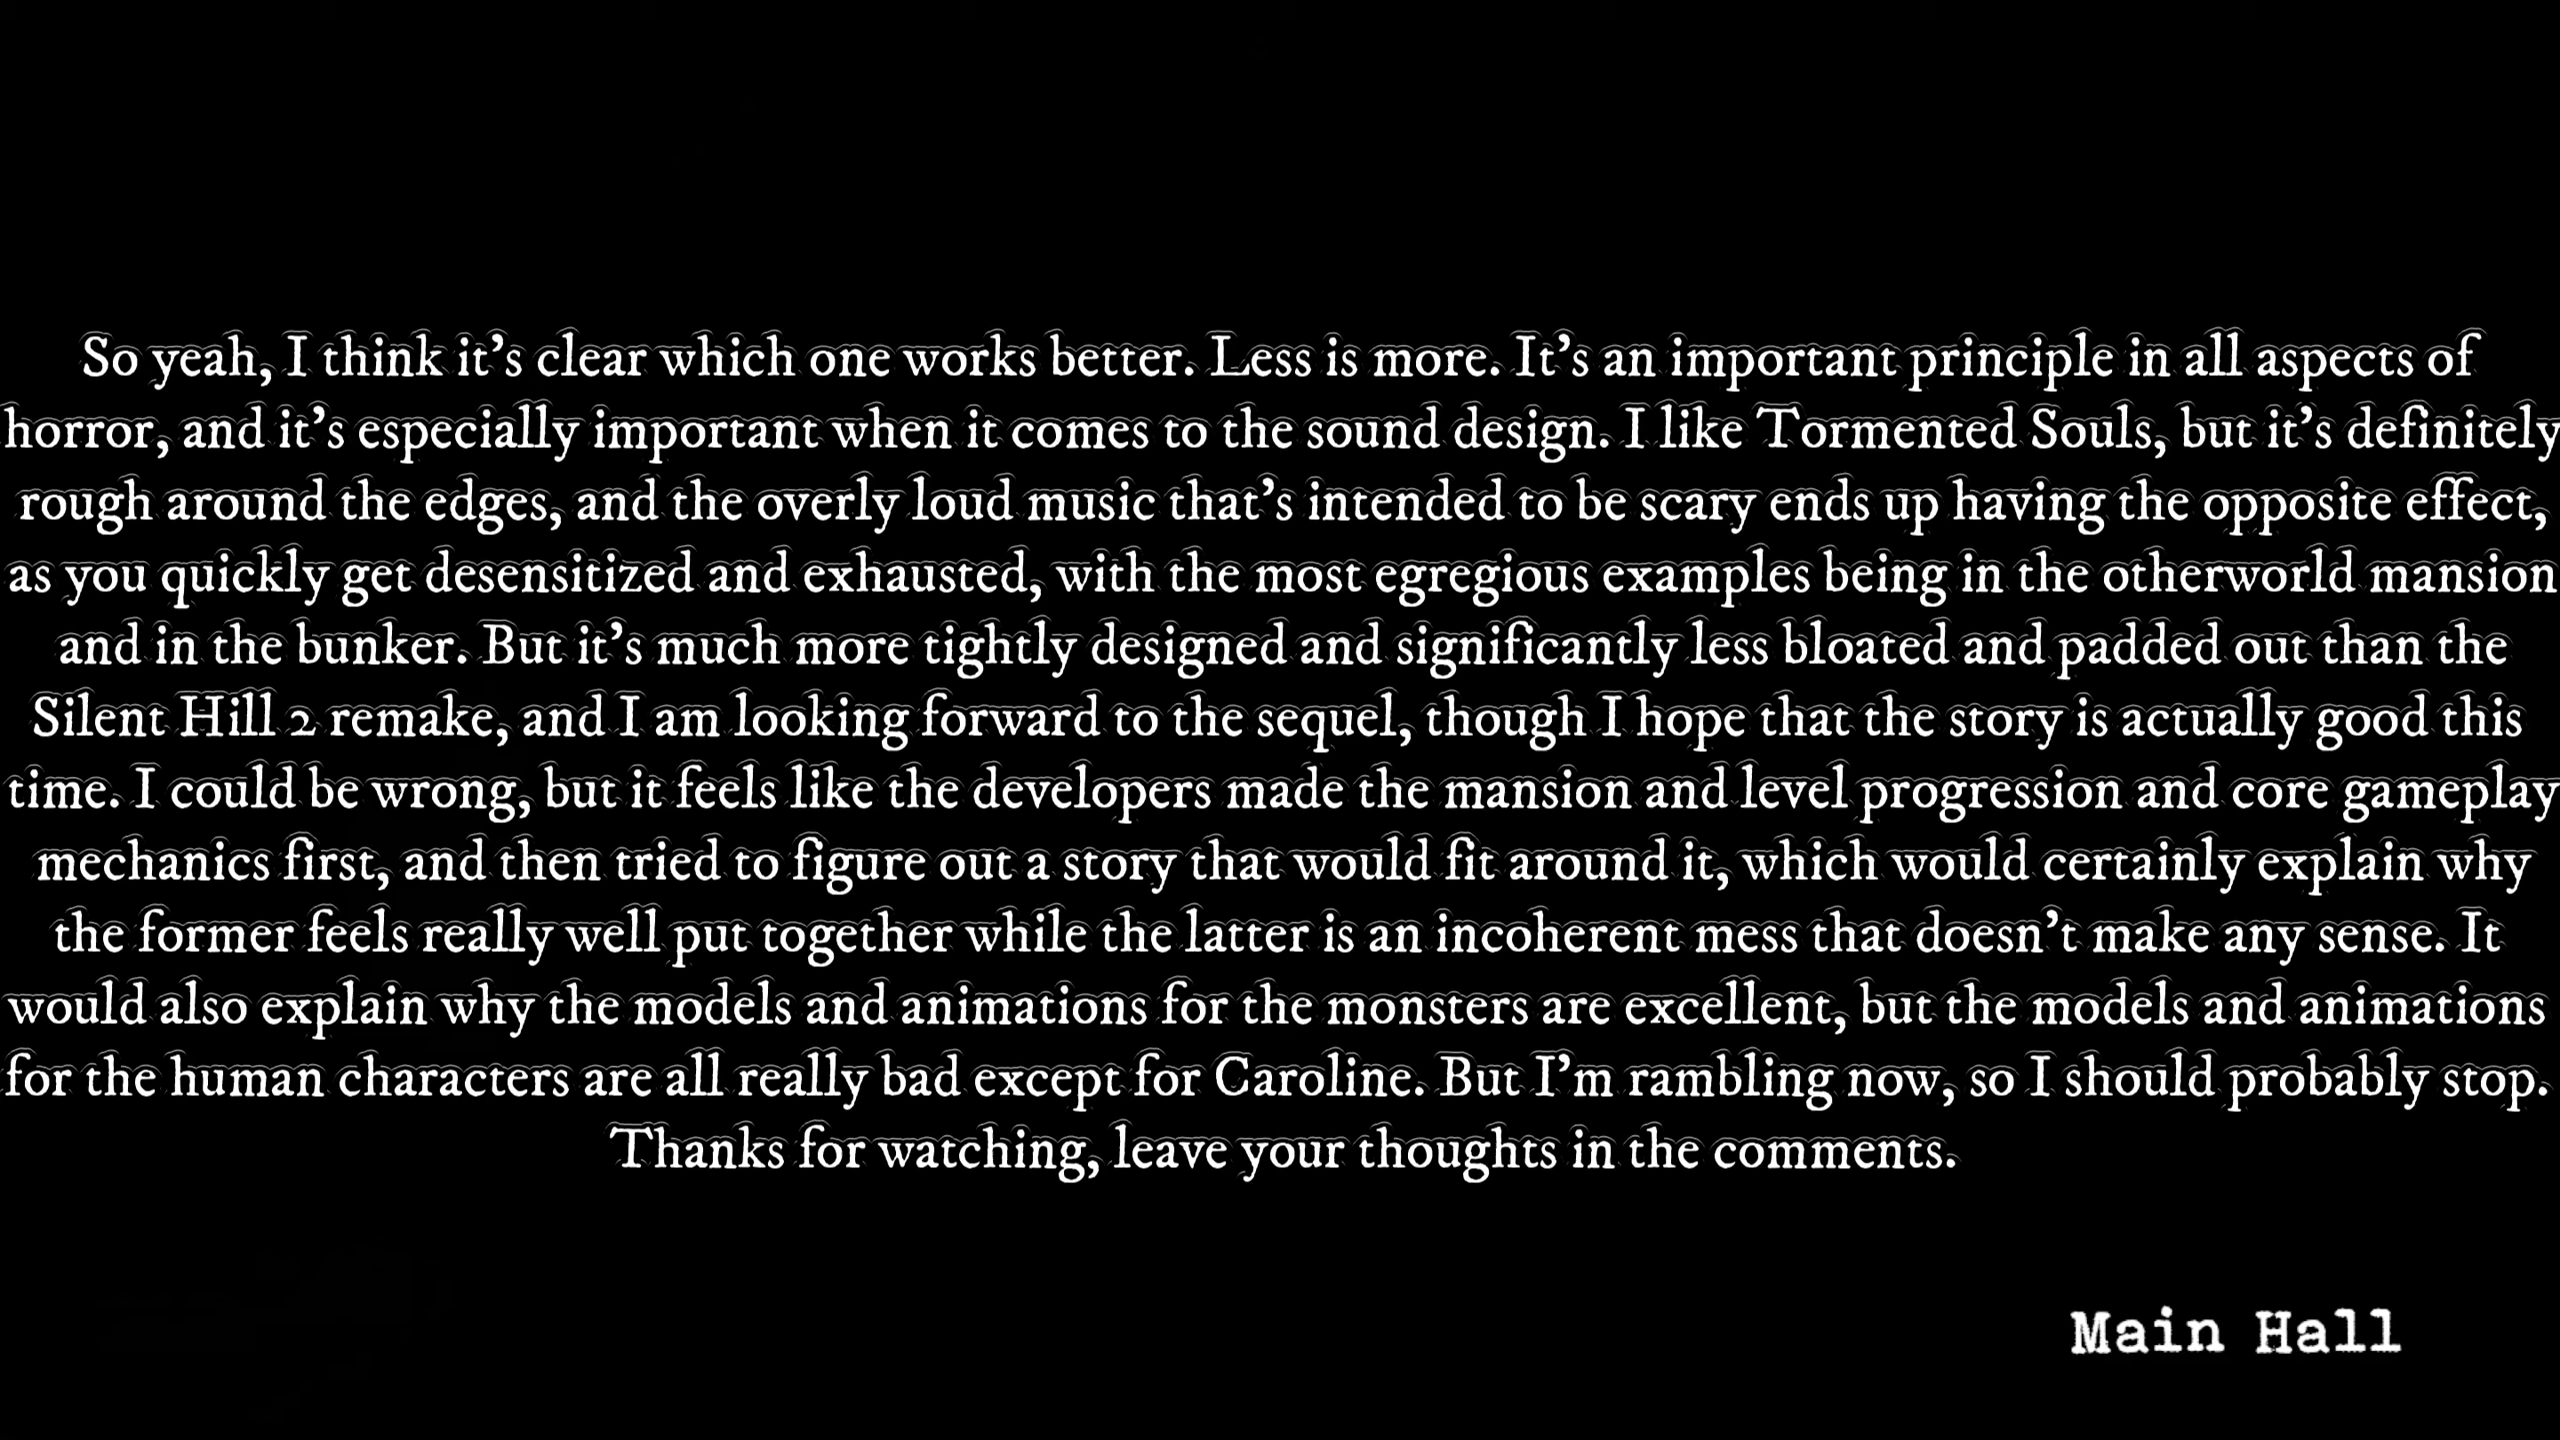 So yeah, I think it's clear which one works better. Less is more. It's an important principle in all aspects of
horror, and it's especially important when it comes to the sound design. I like Tormented Souls, but it's definitely
rough around the edges, and the overly loud music that's intended to be scary ends up having the opposite effect,
as you quickly get desensitized and exhausted, with the most egregious examples being in the otherworld mansion
and in the bunker. But it's much more tightly designed and significantly less bloated and padded out than the
Silent Hill 2 remake, and I am looking forward to the sequel, though I hope that the story is actually good this
time. I could be wrong, but it feels like the developers made the mansion and level progression and core gameplay
mechanics first, and then tried to figure out a story that would fit around it, which would certainly explain why
the former feels really well put together while the latter is an incoherent mess that doesn't make any sense. It
would also explain why the models and animations for the monsters are excellent, but the models and animations
for the human characters are all really bad except for Caroline. But I'm rambling now, so I should probably stop.
Thanks for watching, leave your thoughts in the comments.
Main Hall